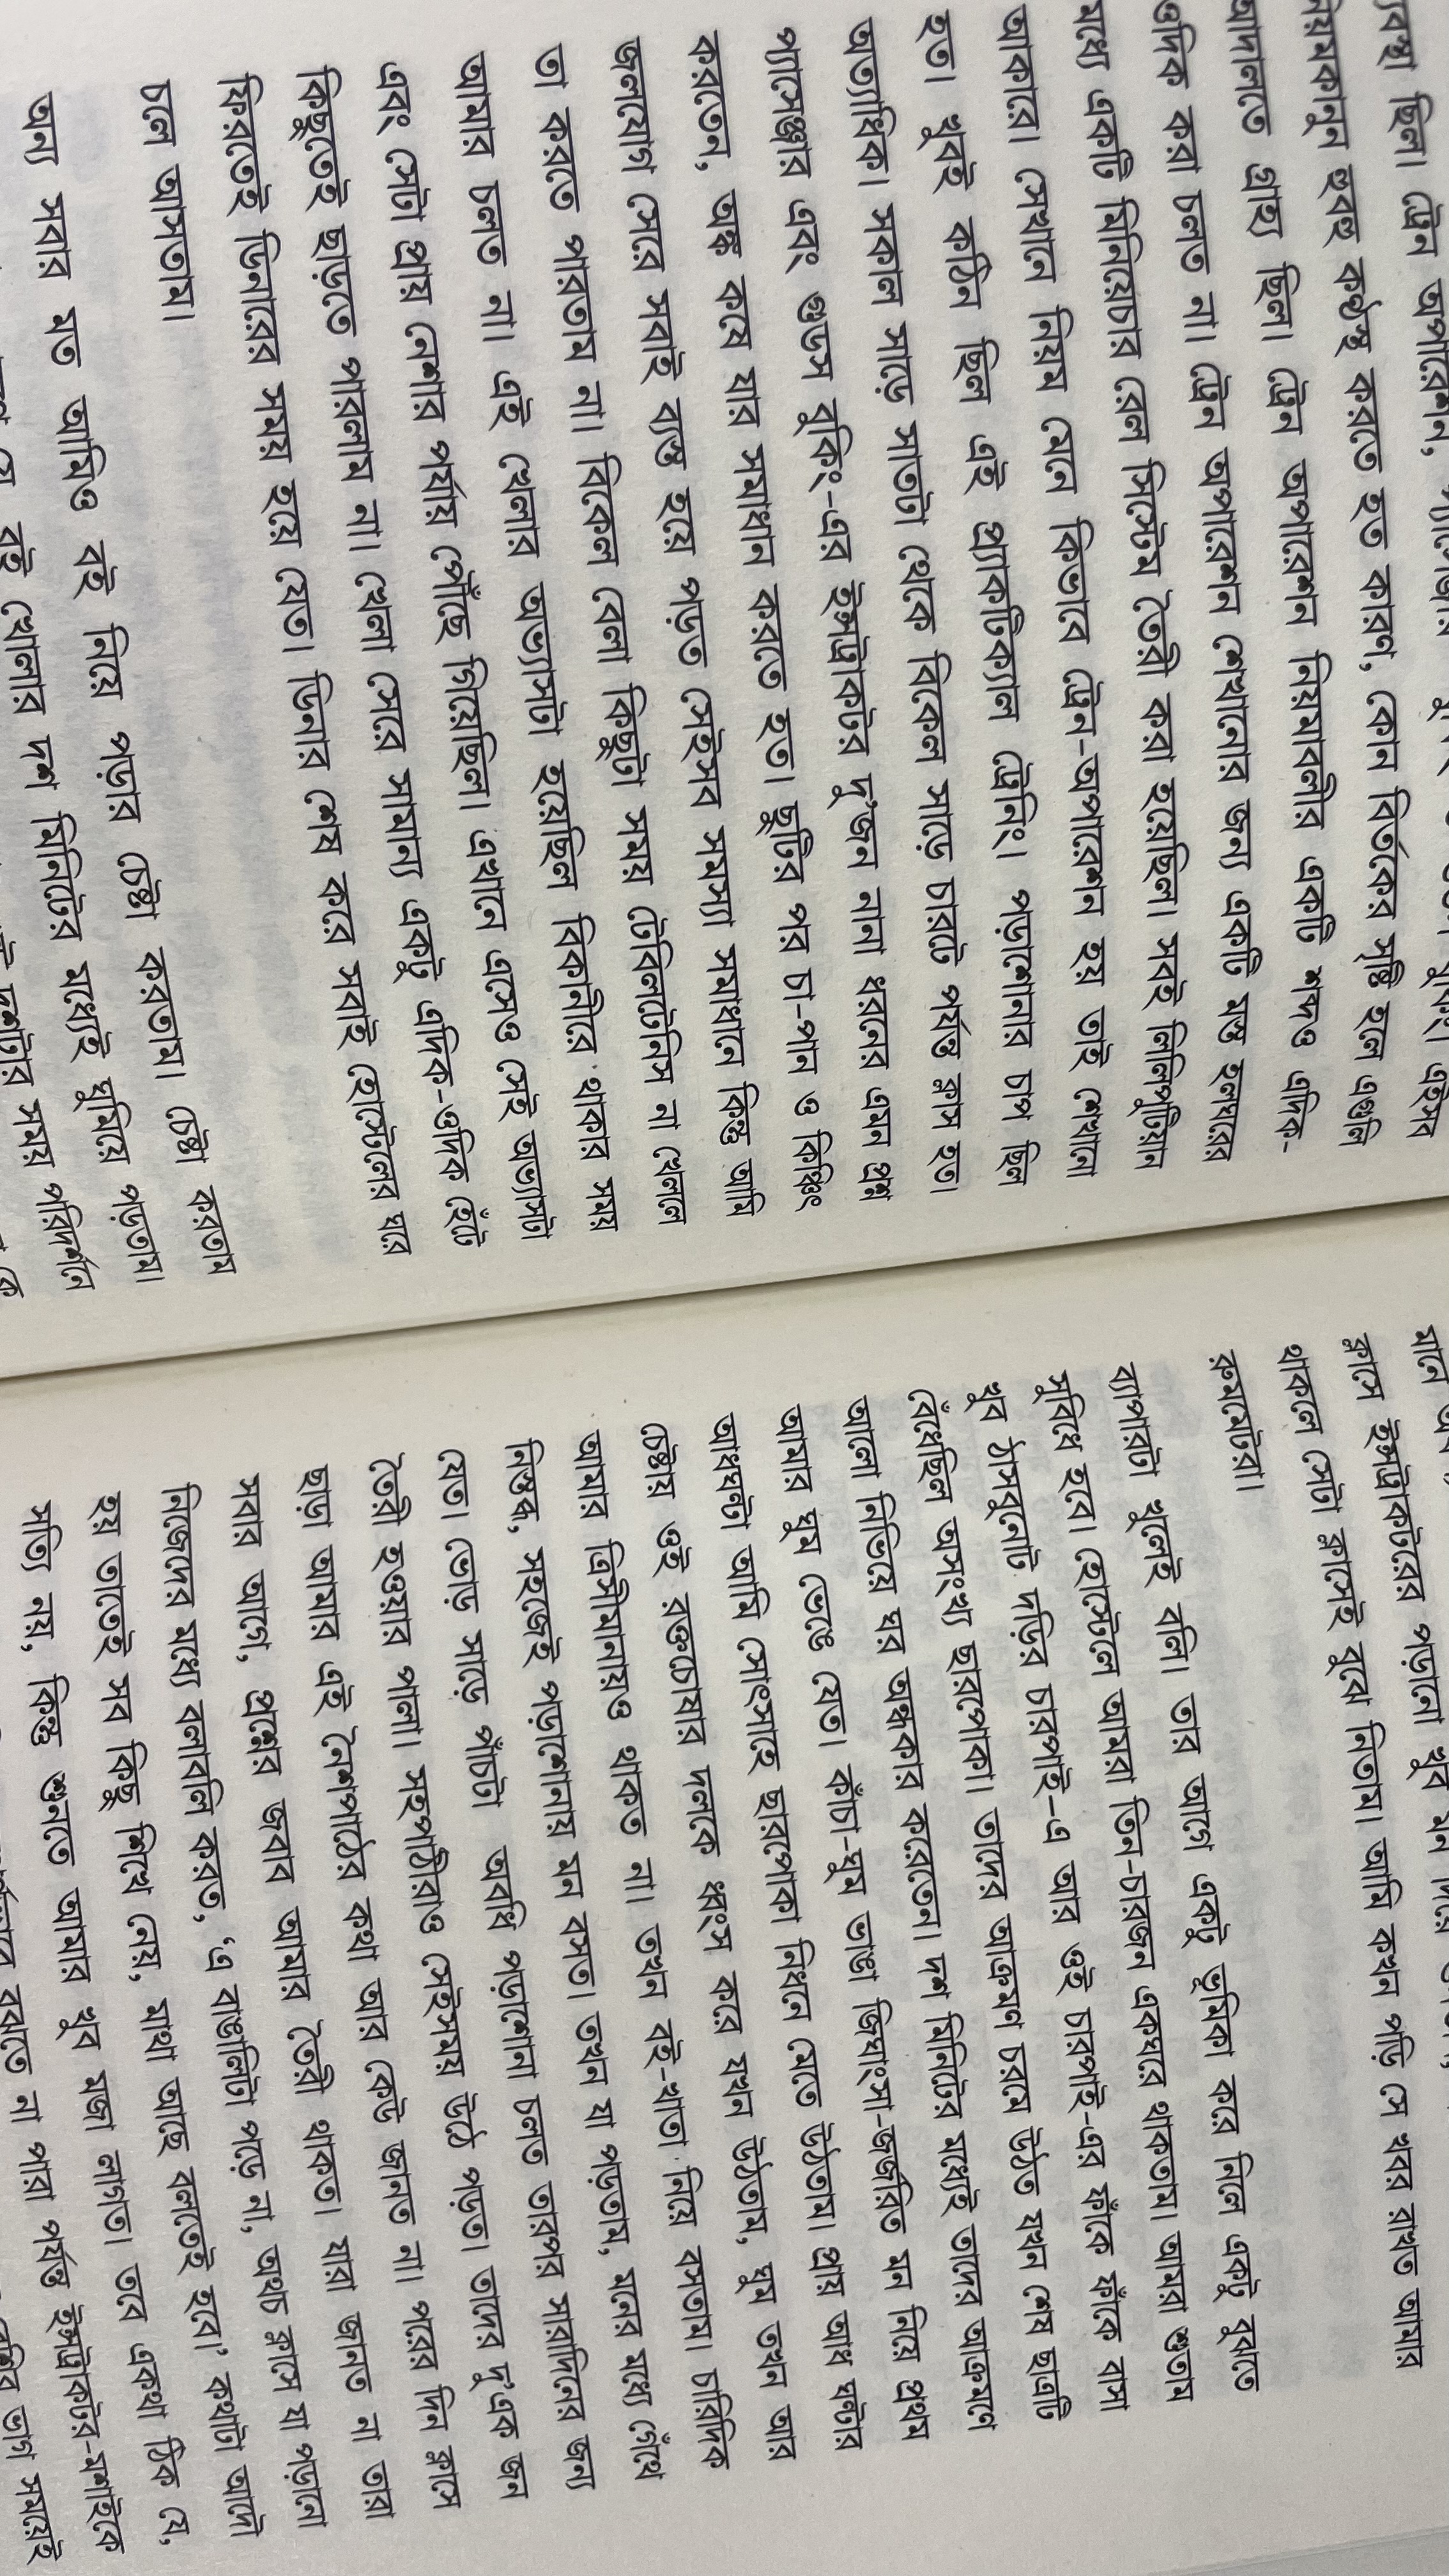 ব্যবস্থা ছিল। ট্রেন অপারেশন, বুকিং। এইসব
নিয়মকানুন হুবহু কণ্ঠস্থ করতে হত কারণ, কোন বিতর্কের সৃষ্টি হলে এগুলি
আদালতে গ্রাহ্য ছিল। ট্রেন অপারেশন নিয়মাবলীর একটি শব্দও এদিক-
ওদিক করা চলত না। ট্রেন অপারেশন শেখানোর জন্য একটি মস্ত হলঘরের
মধ্যে একটি মিনিয়েচার রেল সিস্টেম তৈরী করা হয়েছিল। সবই লিলিপুটিয়ান
আকারে। সেখানে নিয়ম মেনে কিভাবে ট্রেন-অপারেশন হয় তাই শেখানো
হত। খুবই কঠিন ছিল এই প্র্যাকটিক্যাল ট্রেনিং। পড়াশোনার চাপ ছিল
অত্যাধিক। সকাল সাড়ে সাতটা থেকে বিকেল সাড়ে চারটে পর্যন্ত ক্লাস হত।
প্যাসেঞ্জার এবং গুডস বুকিং-এর ইন্সট্রাকটর দু'জন নানা ধরনের এমন প্রশ্ন
করতেন, অঙ্ক কষে যার সমাধান করতে হত। ছুটির পর চা-পান ও কিঞ্চিৎ
জলযোগ সেরে সবাই ব্যস্ত হয়ে পড়ত সেইসব সমস্যা সমাধানে কিন্তু আমি
তা করতে পারতাম না। বিকেল বেলা কিছুটা সময় টেবিলটেনিস না খেললে
আমার চলত না। এই খেলার অভ্যাসটা হয়েছিল বিকানীরে থাকার সময়
এবং সেটা প্রায় নেশার পর্যায় পৌঁছে গিয়েছিল। এখানে এসেও সেই অভ্যাসটা
কিছুতেই ছাড়তে পারলাম না। খেলা সেরে সামান্য একটু এদিক-ওদিক হেঁটে
ফিরতেই ডিনারের সময় হয়ে যেত। ডিনার শেষ করে সবাই হোস্টেলের ঘরে
চলে আসতাম।
অন্য সবার মত আমিও বই নিয়ে পড়ার চেষ্টা করতাম। চেষ্টা করতাম
বই খোলার দশ মিনিটের মধ্যেই ঘুমিয়ে পড়তাম।
দশটার সময় পরিদর্শনে
ক্লাসে ইন্সট্রাকটরের পড়ানো খুব মন দিয়ে
থাকলে সেটা ক্লাসেই বুঝে নিতাম। আমি কখন পড়ি সে খবর রাখত আমার
রুমমেটরা।
ব্যাপারটা খুলেই বলি। তার আগে একটু ভূমিকা করে নিলে একটু বুঝতে
সুবিধে হবে। হোস্টেলে আমরা তিন-চারজন একঘরে থাকতাম। আমরা শুতাম
খুব ঠাসবুনোট দড়ির চারপাই-এ আর ওই চারপাই-এর ফাঁকে ফাঁকে বাসা
বেঁধেছিল অসংখ্য ছারপোকা। তাদের আক্রমণ চরমে উঠত যখন শেষ ছাত্রটি
আলো নিভিয়ে ঘর অন্ধকার করতেন। দশ মিনিটের মধ্যেই তাদের আক্রমণে
আমার ঘুম ভেঙে যেত। কাঁচা-ঘুম ভাঙা জিঘাংসা-জর্জরিত মন নিয়ে প্রথম
আধঘণ্টা আমি সোৎসাহে ছারপোকা নিধনে মেতে উঠতাম। প্রায় আধ ঘণ্টার
চেষ্টায় ওই রক্তচোষার দলকে ধ্বংস করে যখন উঠতাম, ঘুম তখন আর
আমার ত্রিসীমানায়ও থাকত না। তখন বই-খাতা নিয়ে বসতাম। চারিদিক
নিস্তব্ধ, সহজেই পড়াশোনায় মন বসত। তখন যা পড়তাম, মনের মধ্যে গেঁথে
যেত। ভোড় সাড়ে পাঁচটা অবধি পড়াশোনা চলত তারপর সারাদিনের জন্য
তৈরী হওয়ার পালা। সহপাঠীরাও সেইসময় উঠে পড়ত। তাদের দু'এক জন
ছাড়া আমার এই নৈশপাঠের কথা আর কেউ জানত না। পরের দিন ক্লাসে
সবার আগে, প্রশ্নের জবাব আমার তৈরী থাকত। যারা জানত না তারা
নিজেদের মধ্যে বলাবলি করত, ‘এ বাঙালিটা পড়ে না, অথচ ক্লাসে যা পড়ানো
হয় তাতেই সব কিছু শিখে নেয়, মাথা আছে বলতেই হবে।’ কথাটা আদৌ
সত্যি নয়, কিন্তু শুনতে আমার খুব মজা লাগত। তবে একথা ঠিক যে,
বুঝতে না পারা পর্যন্ত ইন্সট্রাকটর-মশাইকে
ভাগ সময়েই